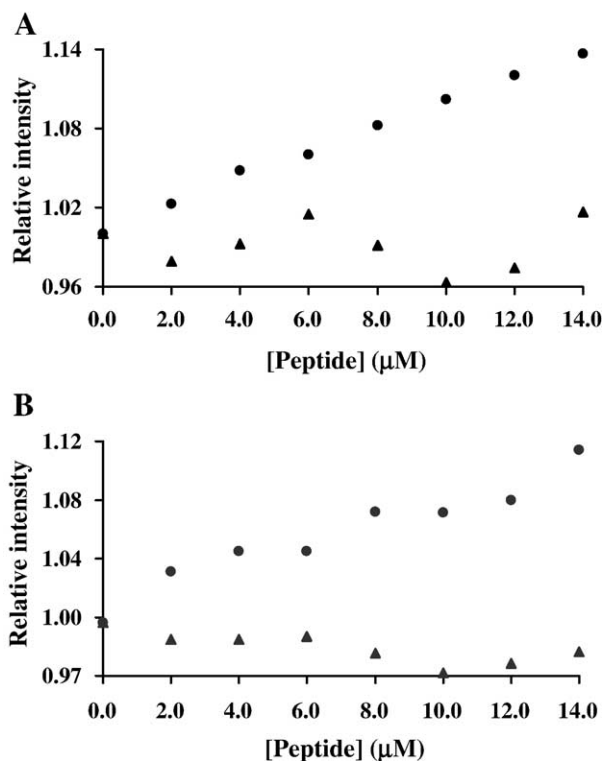 A
1.14
1.08
1.02
0.96
Relative intensity
0.0 2.0 4.0 6.0 8.0 10.0 12.0 14.0
[Peptide] (µM)
B
1.12
1.08
1.04
1.00
0.97
Relative intensity
0.0 2.0 4.0 6.0 8.0 10.0 12.0 14.0
[Peptide] (µM)